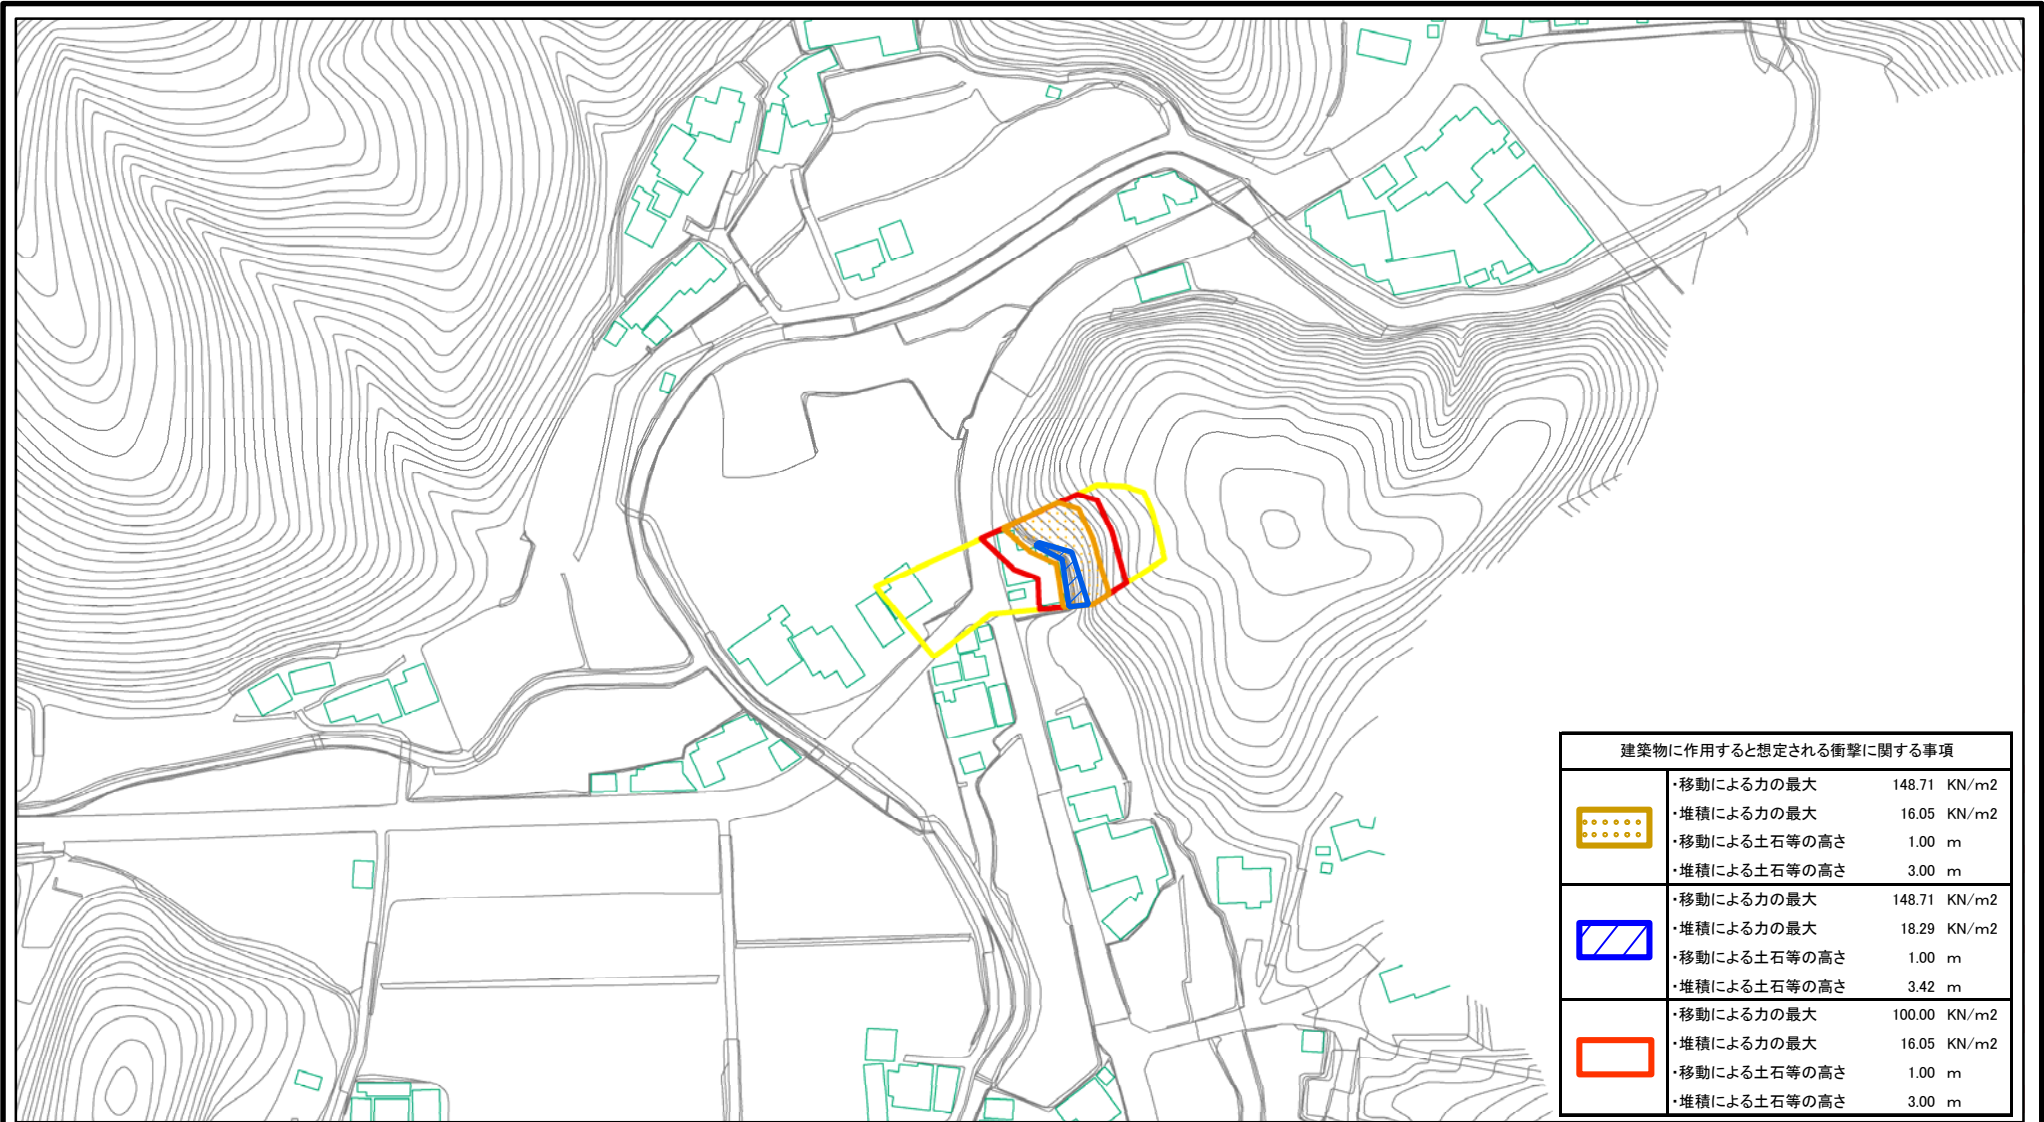 建築物に作用すると想定される衝撃に関する事項
・移動による力の最大 148.71 KN/m2
・堆積による力の最大 16.05 KN/m2
・移動による土石等の高さ 1.00 m
・堆積による土石等の高さ 3.00 m
・移動による力の最大 148.71 KN/m2
・堆積による力の最大 18.29 KN/m2
・移動による土石等の高さ 1.00 m
・堆積による土石等の高さ 3.42 m
・移動による力の最大 100.00 KN/m2
・堆積による力の最大 16.05 KN/m2
・移動による土石等の高さ 1.00 m
・堆積による土石等の高さ 3.00 m